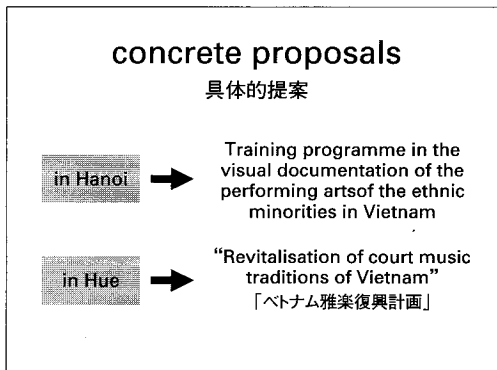 concrete proposals
具体的提案
in Hanoi
Training programme in the
visual documentation of the
performing artsof the ethnic
minorities in Vietnam
in Hue
“Revitalisation of court music
traditions of Vietnam”
「ベトナム雅楽復興計画」